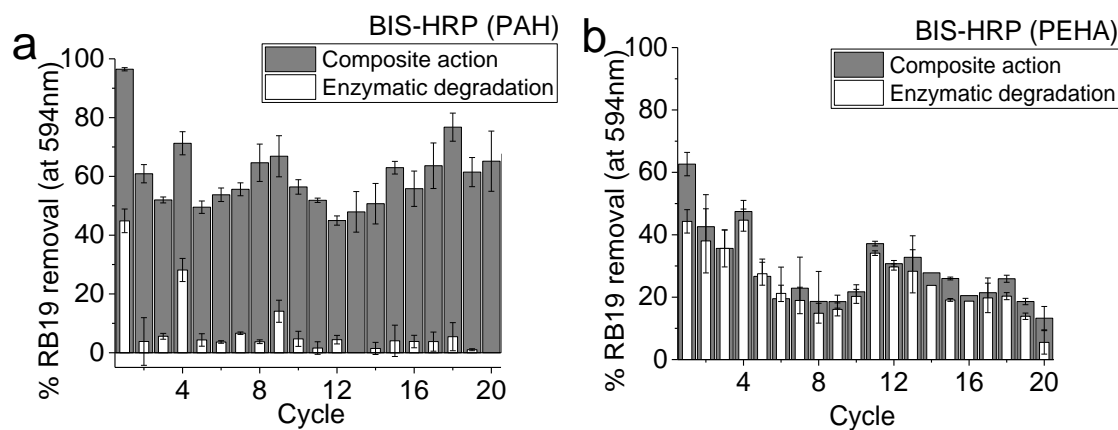 a
BIS-HRP (PAH)
Composite action
Enzymatic degradation
% RB19 removal (at 594nm)
100
80
60
40
20
0
4
8
12
16
20
Cycle
b
BIS-HRP (PEHA)
Composite action
Enzymatic degradation
% RB19 removal (at 594nm)
100
80
60
40
20
0
4
8
12
16
20
Cycle